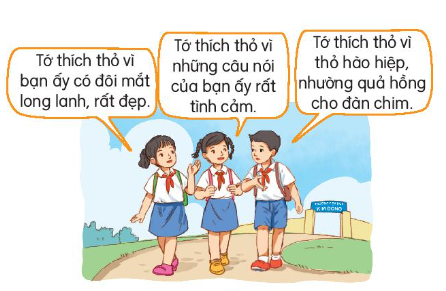 Tớ thích thỏ vì
bạn ấy có đôi mắt
long lanh, rất đẹp.
Tớ thích thỏ vì
những câu nói
của bạn ấy rất
tình cảm.
Tớ thích thỏ vì
thỏ hào hiệp,
nhường quả hồng
cho đàn chim.
KIM ĐỒNG